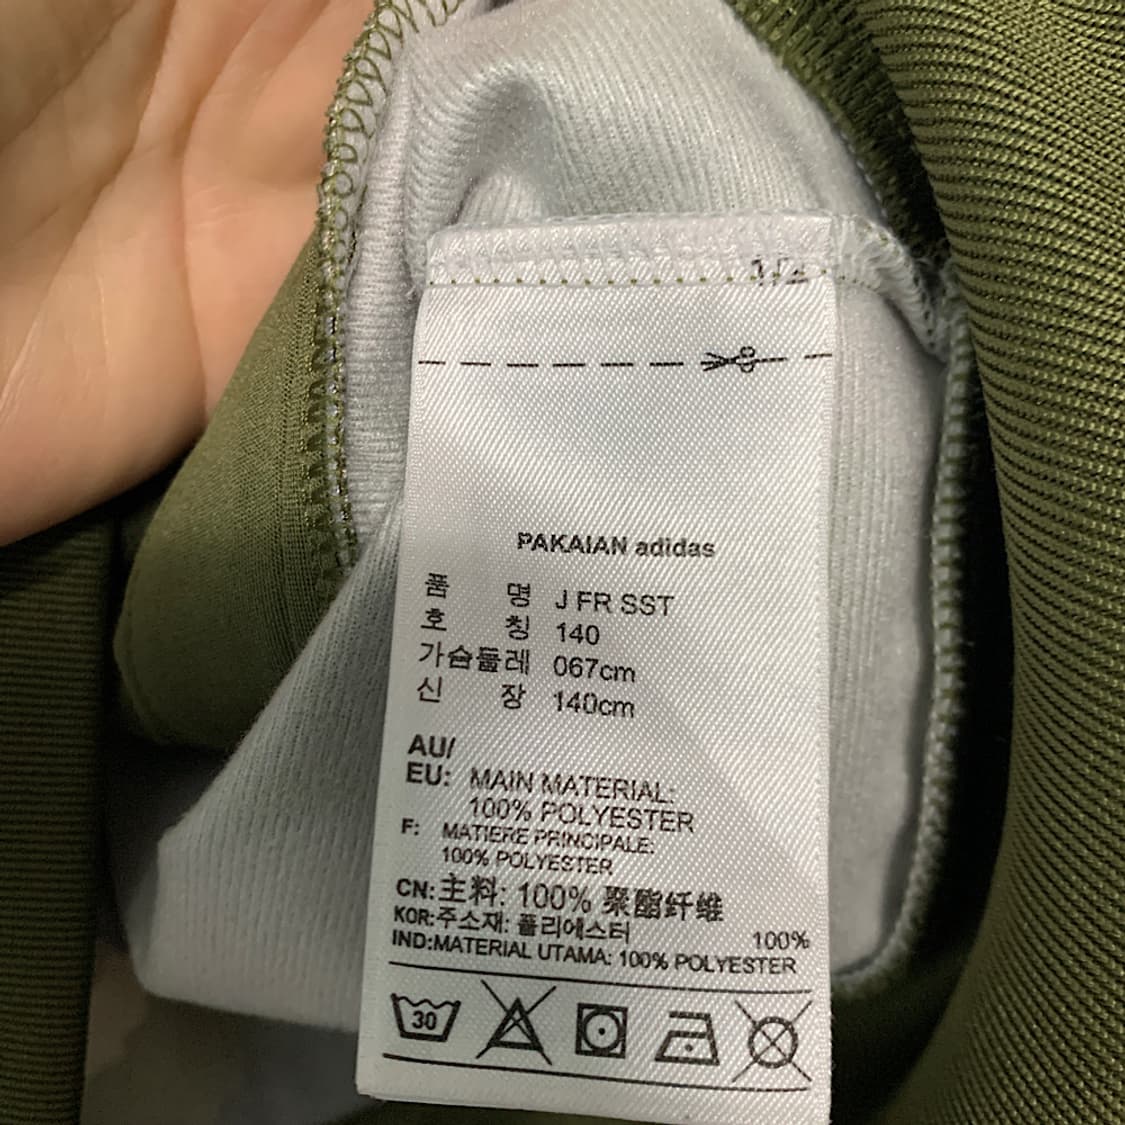 1/2
PAKAIAN adidas
품 명 J FR SST
호 칭 140
가슴둘레 067cm
신 장 140cm
AU/
EU: MAIN MATERIAL:
100% POLYESTER
F: MATIERE PRINCIPALE:
100% POLYESTER
CN:主料: 100% 聚酯纤维
KOR:주소재: 폴리에스터 100%
IND:MATERIAL UTAMA: 100% POLYESTER
30